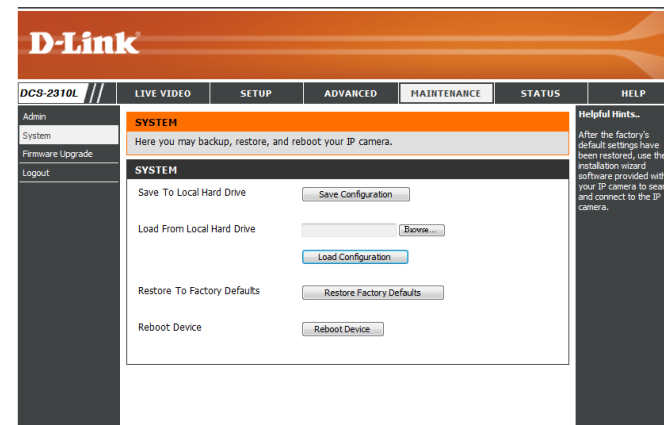 D-Link
DCS-2310L // LIVE VIDEO SETUP ADVANCED MAINTENANCE STATUS HELP
Admin
System
Firmware Upgrade
Logout
SYSTEM
Here you may backup, restore, and reboot your IP camera.
SYSTEM
Save To Local Hard Drive Save Configuration
Load From Local Hard Drive Browse...
Load Configuration
Restore To Factory Defaults Restore Factory Defaults
Reboot Device Reboot Device
Helpful Hints..
After the factory's
default settings have
been restored, use the
installation wizard
software provided with
your IP camera to sear
and connect to the IP
camera.